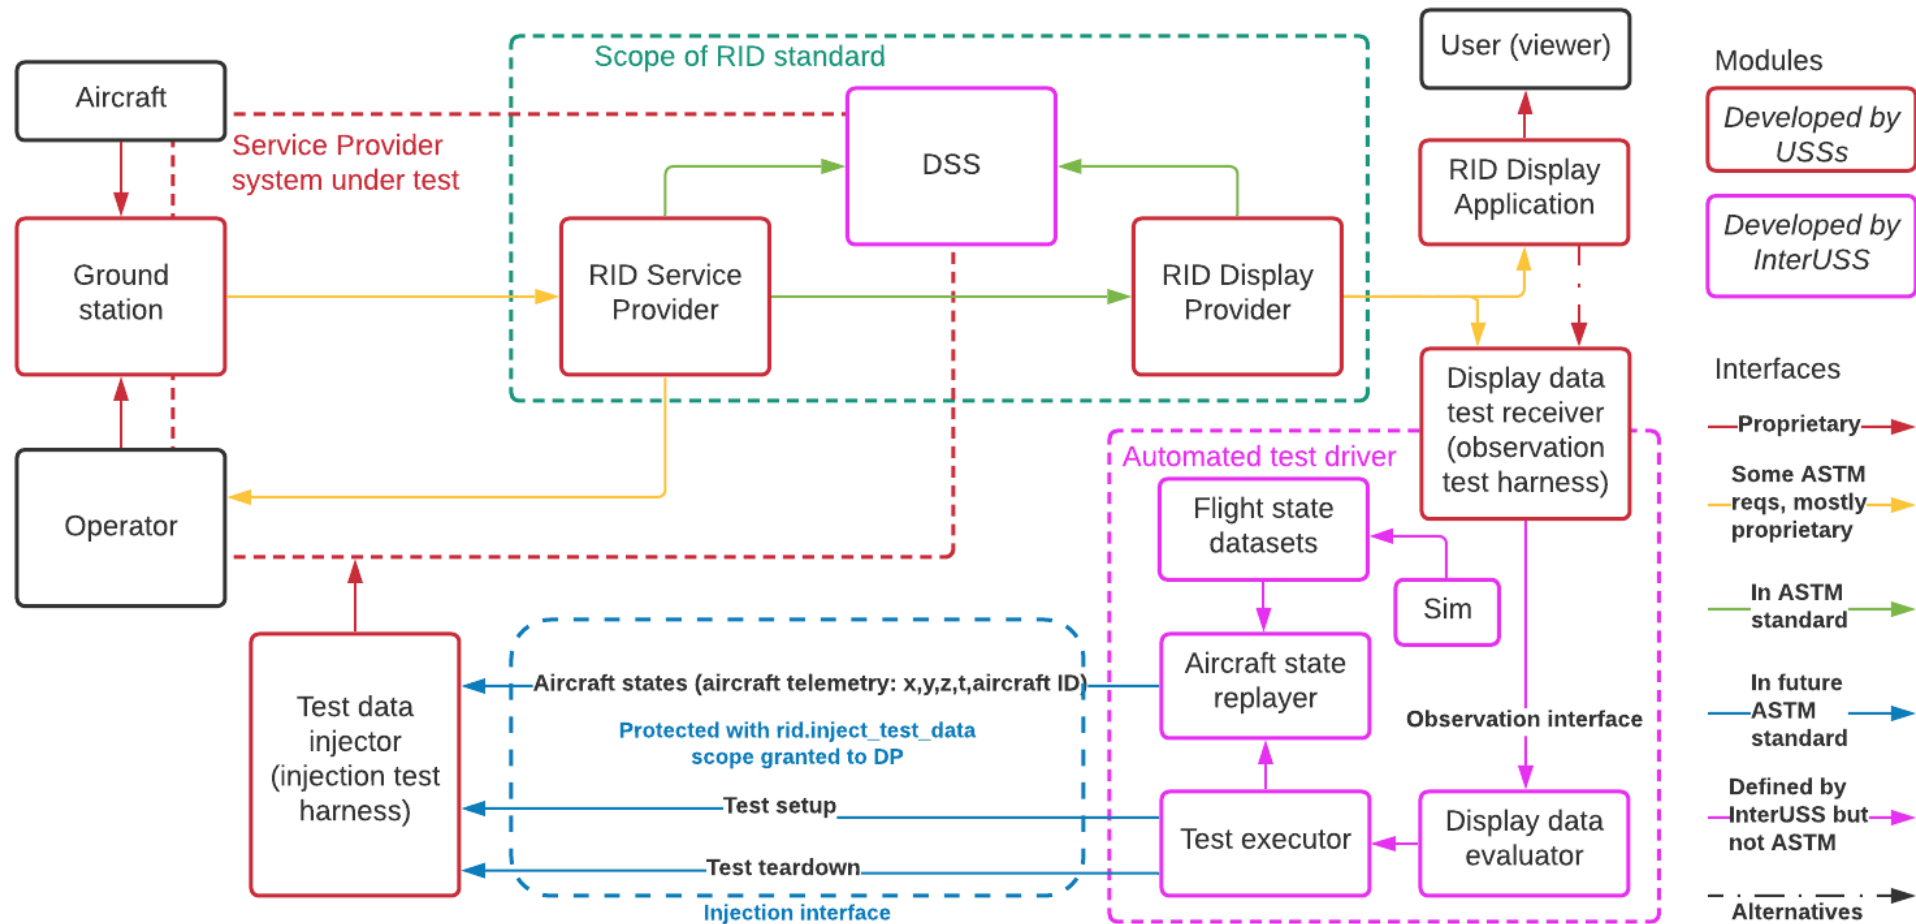 Aircraft
Service Provider
system under test
Ground
station
Operator
Scope of RID standard
DSS
RID Service
Provider
RID Display
Provider
User (viewer)
RID Display
Application
Display data
test receiver
(observation
test harness)
Automated test driver
Flight state
datasets
Sim
Aircraft state
replayer
Observation interface
Test executor
Display data
evaluator
Test data
injector
(injection test
harness)
Aircraft states (aircraft telemetry: x,y,z,t,aircraft ID)
Protected with rid.inject_test_data
scope granted to DP
Test setup
Test teardown
Injection interface
Modules
Developed by
USSs
Developed by
InterUSS
Interfaces
Proprietary
Some ASTM
reqs, mostly
proprietary
In ASTM
standard
In future
ASTM
standard
Defined by
InterUSS but
not ASTM
Alternatives